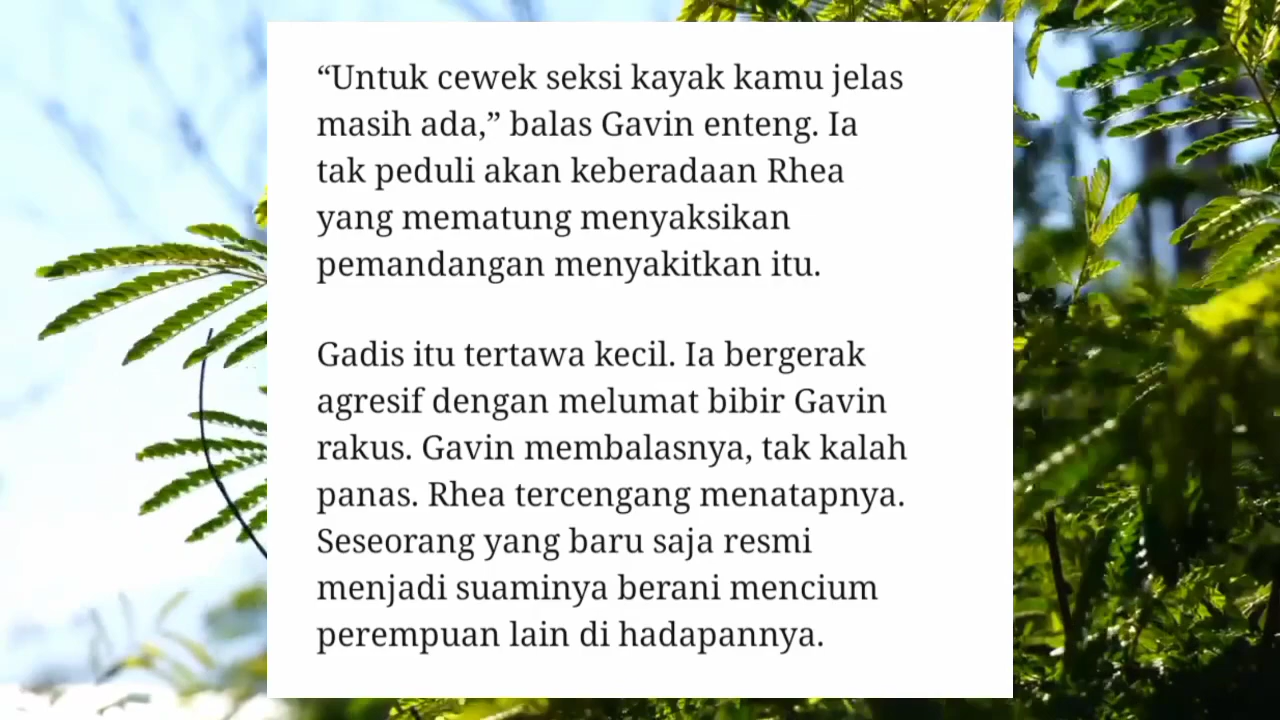 “Untuk cewek seksi kayak kamu jelas
masih ada,” balas Gavin enteng. Ia
tak peduli akan keberadaan Rhea
yang mematung menyaksikan
pemandangan menyakitkan itu.
Gadis itu tertawa kecil. Ia bergerak
agresif dengan melumat bibir Gavin
rakus. Gavin membalasnya, tak kalah
panas. Rhea tercengang menatapnya.
Seseorang yang baru saja resmi
menjadi suaminya berani mencium
perempuan lain di hadapannya.